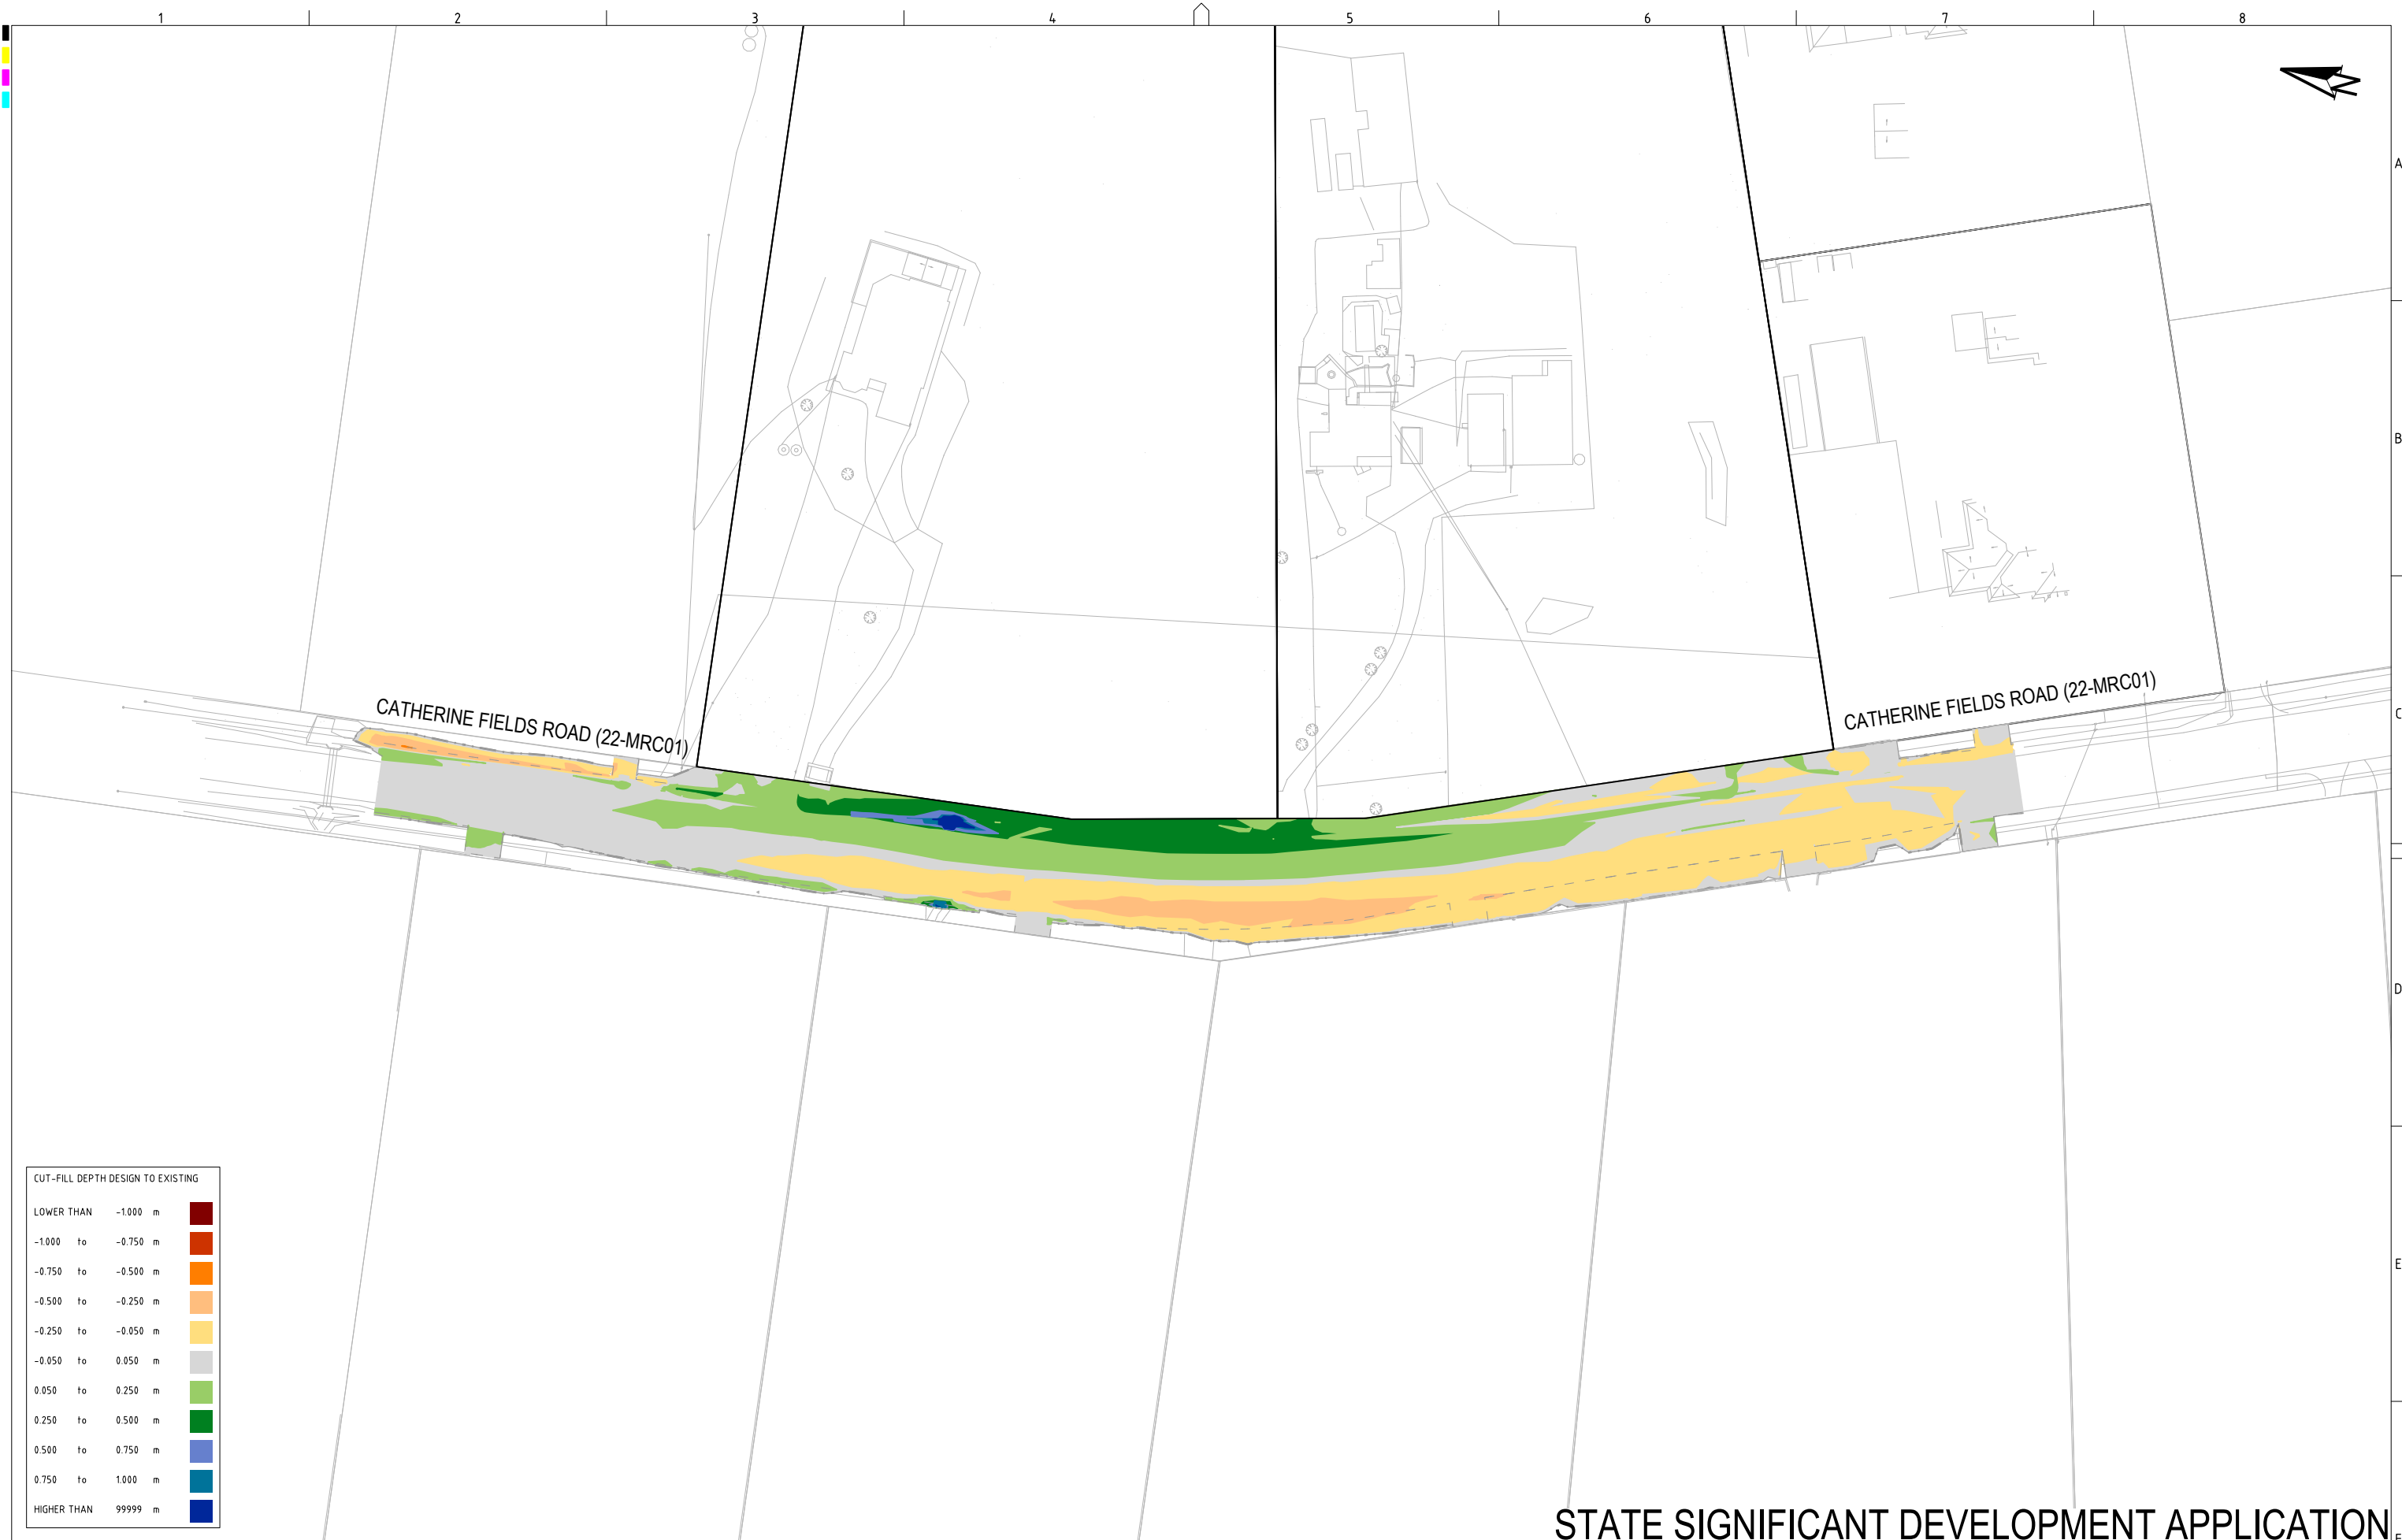 1 2 3 4 5 6 7 8
A
B
CATHERINE FIELDS ROAD (22-MRC01)
CATHERINE FIELDS ROAD (22-MRC01)
C
D
CUT-FILL DEPTH DESIGN TO EXISTING
LOWER THAN -1.000 m
-1.000 to -0.750 m
-0.750 to -0.500 m
-0.500 to -0.250 m
-0.250 to -0.050 m
-0.050 to 0.050 m
0.050 to 0.250 m
0.250 to 0.500 m
0.500 to 0.750 m
0.750 to 1.000 m
HIGHER THAN 99999 m
E
STATE SIGNIFICANT DEVELOPMENT APPLICATION